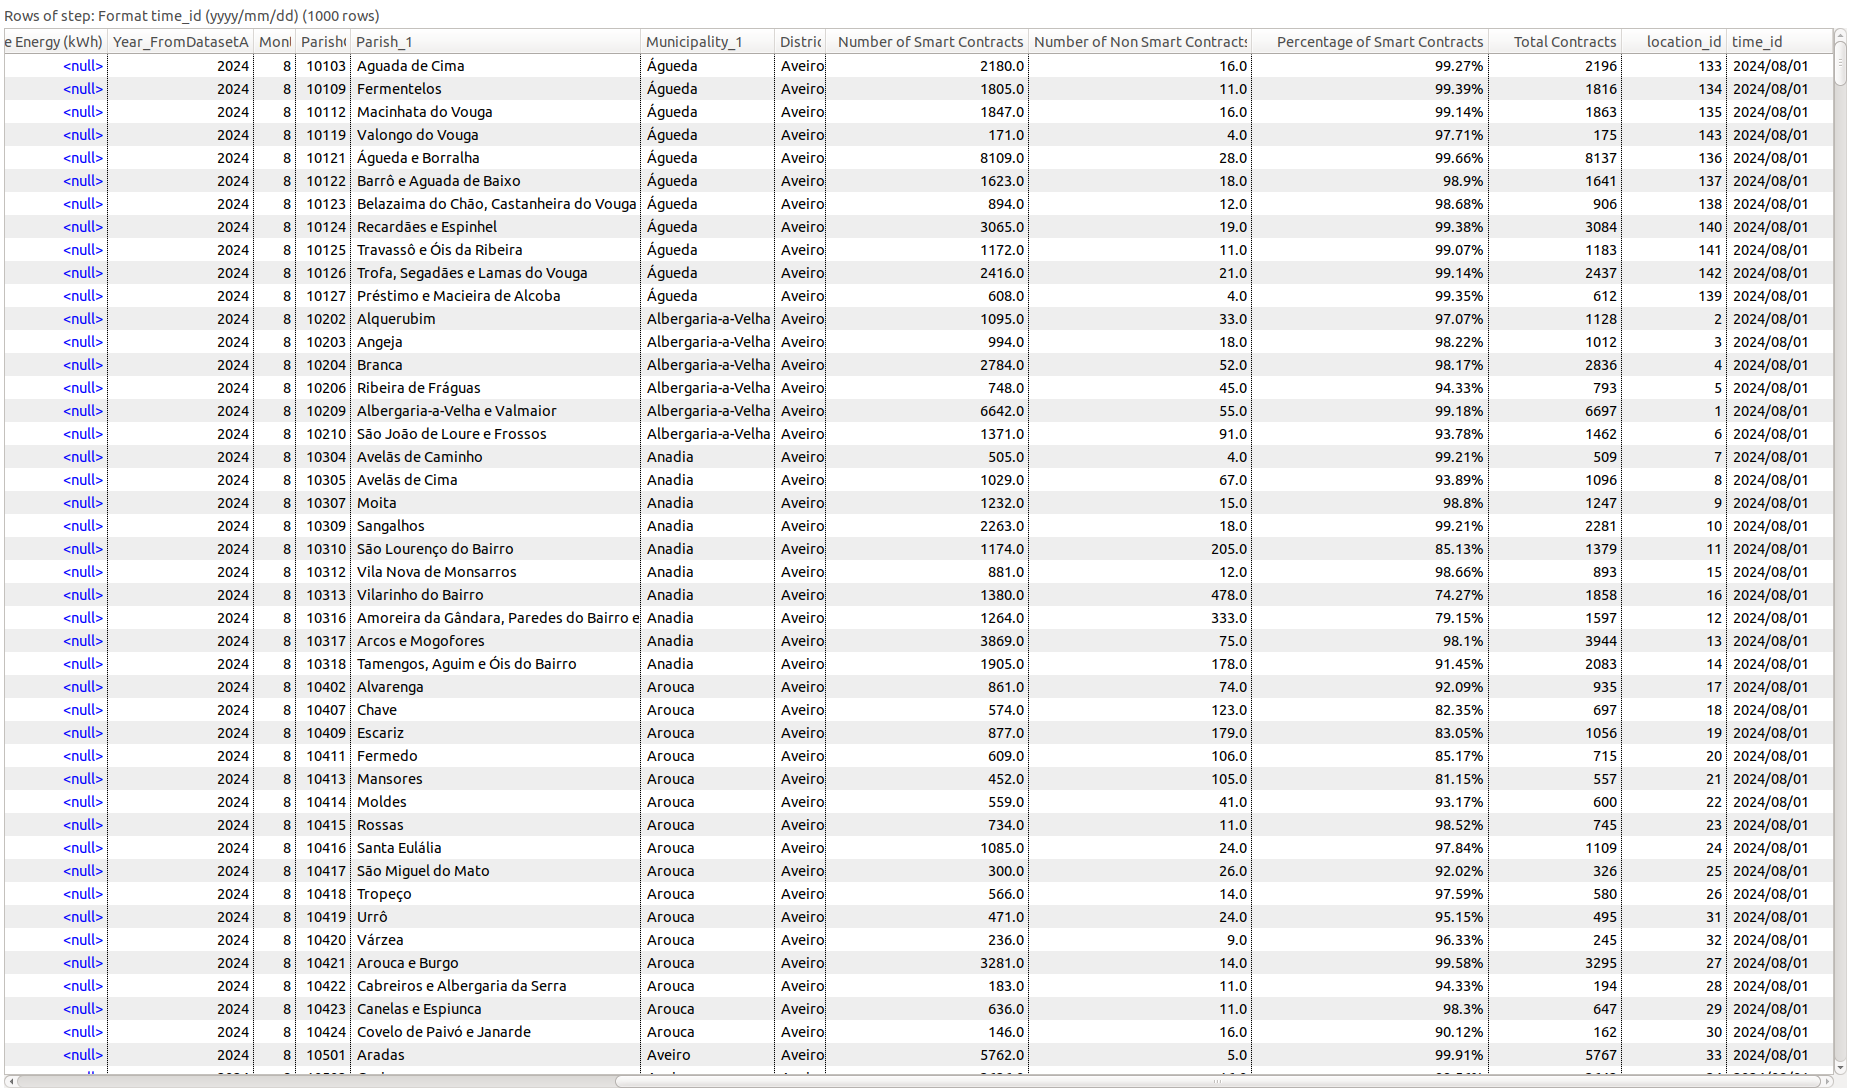 Rows of step: Format time_id (yyyy/mm/dd) (1000 rows)
e Energy (kWh) Year_FromDatasetA Mont Parish Parish_1 Municipality_1 Distric Number of Smart Contracts Number of Non Smart Contracts Percentage of Smart Contracts Total Contracts location_id time_id
<null> 2024 8 10103 Aguada de Cima Águeda Aveiro 2180.0 16.0 99.27% 2196 133 2024/08/01
<null> 2024 8 10109 Fermentelos Águeda Aveiro 1805.0 11.0 99.39% 1816 134 2024/08/01
<null> 2024 8 10112 Macinhata do Vouga Águeda Aveiro 1847.0 16.0 99.14% 1863 135 2024/08/01
<null> 2024 8 10119 Valongo do Vouga Águeda Aveiro 171.0 4.0 97.71% 175 143 2024/08/01
<null> 2024 8 10121 Águeda e Borralha Águeda Aveiro 8109.0 28.0 99.66% 8137 136 2024/08/01
<null> 2024 8 10122 Barrô e Aguada de Baixo Águeda Aveiro 1623.0 18.0 98.9% 1641 137 2024/08/01
<null> 2024 8 10123 Belazaima do Chão, Castanheira do Vouga Águeda Aveiro 894.0 12.0 98.68% 906 138 2024/08/01
<null> 2024 8 10124 Recardães e Espinhel Águeda Aveiro 3065.0 19.0 99.38% 3084 140 2024/08/01
<null> 2024 8 10125 Travassô e Óis da Ribeira Águeda Aveiro 1172.0 11.0 99.07% 1183 141 2024/08/01
<null> 2024 8 10126 Trofa, Segadães e Lamas do Vouga Águeda Aveiro 2416.0 21.0 99.14% 2437 142 2024/08/01
<null> 2024 8 10127 Préstimo e Macieira de Alcoba Águeda Aveiro 608.0 4.0 99.35% 612 139 2024/08/01
<null> 2024 8 10202 Alquerubim Albergaria-a-Velha Aveiro 1095.0 33.0 97.07% 1128 2 2024/08/01
<null> 2024 8 10203 Angeja Albergaria-a-Velha Aveiro 994.0 18.0 98.22% 1012 3 2024/08/01
<null> 2024 8 10204 Branca Albergaria-a-Velha Aveiro 2784.0 52.0 98.17% 2836 4 2024/08/01
<null> 2024 8 10206 Ribeira de Fráguas Albergaria-a-Velha Aveiro 748.0 45.0 94.33% 793 5 2024/08/01
<null> 2024 8 10209 Albergaria-a-Velha e Valmaior Albergaria-a-Velha Aveiro 6642.0 55.0 99.18% 6697 1 2024/08/01
<null> 2024 8 10210 São João de Loure e Frossos Albergaria-a-Velha Aveiro 1371.0 91.0 93.78% 1462 6 2024/08/01
<null> 2024 8 10304 Avelãs de Caminho Anadia Aveiro 505.0 4.0 99.21% 509 7 2024/08/01
<null> 2024 8 10305 Avelãs de Cima Anadia Aveiro 1029.0 67.0 93.89% 1096 8 2024/08/01
<null> 2024 8 10307 Moita Anadia Aveiro 1232.0 15.0 98.8% 1247 9 2024/08/01
<null> 2024 8 10309 Sangalhos Anadia Aveiro 2263.0 18.0 99.21% 2281 10 2024/08/01
<null> 2024 8 10310 São Lourenço do Bairro Anadia Aveiro 1174.0 205.0 85.13% 1379 11 2024/08/01
<null> 2024 8 10312 Vila Nova de Monsarros Anadia Aveiro 881.0 12.0 98.66% 893 15 2024/08/01
<null> 2024 8 10313 Vilarinho do Bairro Anadia Aveiro 1380.0 478.0 74.27% 1858 16 2024/08/01
<null> 2024 8 10316 Amoreira da Gândara, Paredes do Bairro e Anadia Aveiro 1264.0 333.0 79.15% 1597 12 2024/08/01
<null> 2024 8 10317 Arcos e Mogofores Anadia Aveiro 3869.0 75.0 98.1% 3944 13 2024/08/01
<null> 2024 8 10318 Tamengos, Aguim e Óis do Bairro Anadia Aveiro 1905.0 178.0 91.45% 2083 14 2024/08/01
<null> 2024 8 10402 Alvarenga Arouca Aveiro 861.0 74.0 92.09% 935 17 2024/08/01
<null> 2024 8 10407 Chave Arouca Aveiro 574.0 123.0 82.35% 697 18 2024/08/01
<null> 2024 8 10409 Escariz Arouca Aveiro 877.0 179.0 83.05% 1056 19 2024/08/01
<null> 2024 8 10411 Fermedo Arouca Aveiro 609.0 106.0 85.17% 715 20 2024/08/01
<null> 2024 8 10413 Mansores Arouca Aveiro 452.0 105.0 81.15% 557 21 2024/08/01
<null> 2024 8 10414 Moldes Arouca Aveiro 559.0 41.0 93.17% 600 22 2024/08/01
<null> 2024 8 10415 Rossas Arouca Aveiro 734.0 11.0 98.52% 745 23 2024/08/01
<null> 2024 8 10416 Santa Eulália Arouca Aveiro 1085.0 24.0 97.84% 1109 24 2024/08/01
<null> 2024 8 10417 São Miguel do Mato Arouca Aveiro 300.0 26.0 92.02% 326 25 2024/08/01
<null> 2024 8 10418 Tropeço Arouca Aveiro 566.0 14.0 97.59% 580 26 2024/08/01
<null> 2024 8 10419 Urrô Arouca Aveiro 471.0 24.0 95.15% 495 31 2024/08/01
<null> 2024 8 10420 Várzea Arouca Aveiro 236.0 9.0 96.33% 245 32 2024/08/01
<null> 2024 8 10421 Arouca e Burgo Arouca Aveiro 3281.0 14.0 99.58% 3295 27 2024/08/01
<null> 2024 8 10422 Cabreiros e Albergaria da Serra Arouca Aveiro 183.0 11.0 94.33% 194 28 2024/08/01
<null> 2024 8 10423 Canelas e Espiunca Arouca Aveiro 636.0 11.0 98.3% 647 29 2024/08/01
<null> 2024 8 10424 Covelo de Paivó e Janarde Arouca Aveiro 146.0 16.0 90.12% 162 30 2024/08/01
<null> 2024 8 10501 Aradas Aveiro Aveiro 5762.0 5.0 99.91% 5767 33 2024/08/01